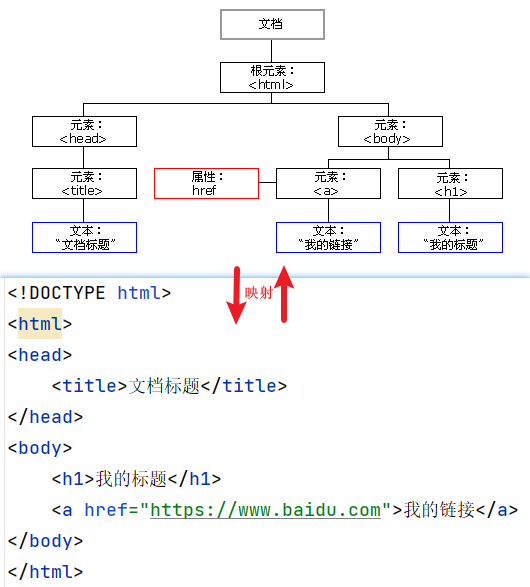 文档
根元素：
<html>
元素：
<head>
元素：
<body>
元素：
<title>
属性：
href
元素：
<a>
元素：
<h1>
文本：
“文档标题”
文本：
“我的链接”
文本：
“我的标题”
映射
<!DOCTYPE html>
<html>
<head>
    <title>文档标题</title>
</head>
<body>
    <h1>我的标题</h1>
    <a href="https://www.baidu.com">我的链接</a>
</body>
</html>